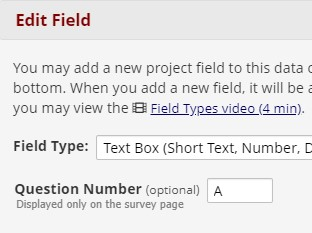 Edit Field
You may add a new project field to this data c
bottom. When you add a new field, it will be a
you may view the Field Types video (4 min).
Field Type: Text Box (Short Text, Number, D
Question Number (optional) A
Displayed only on the survey page